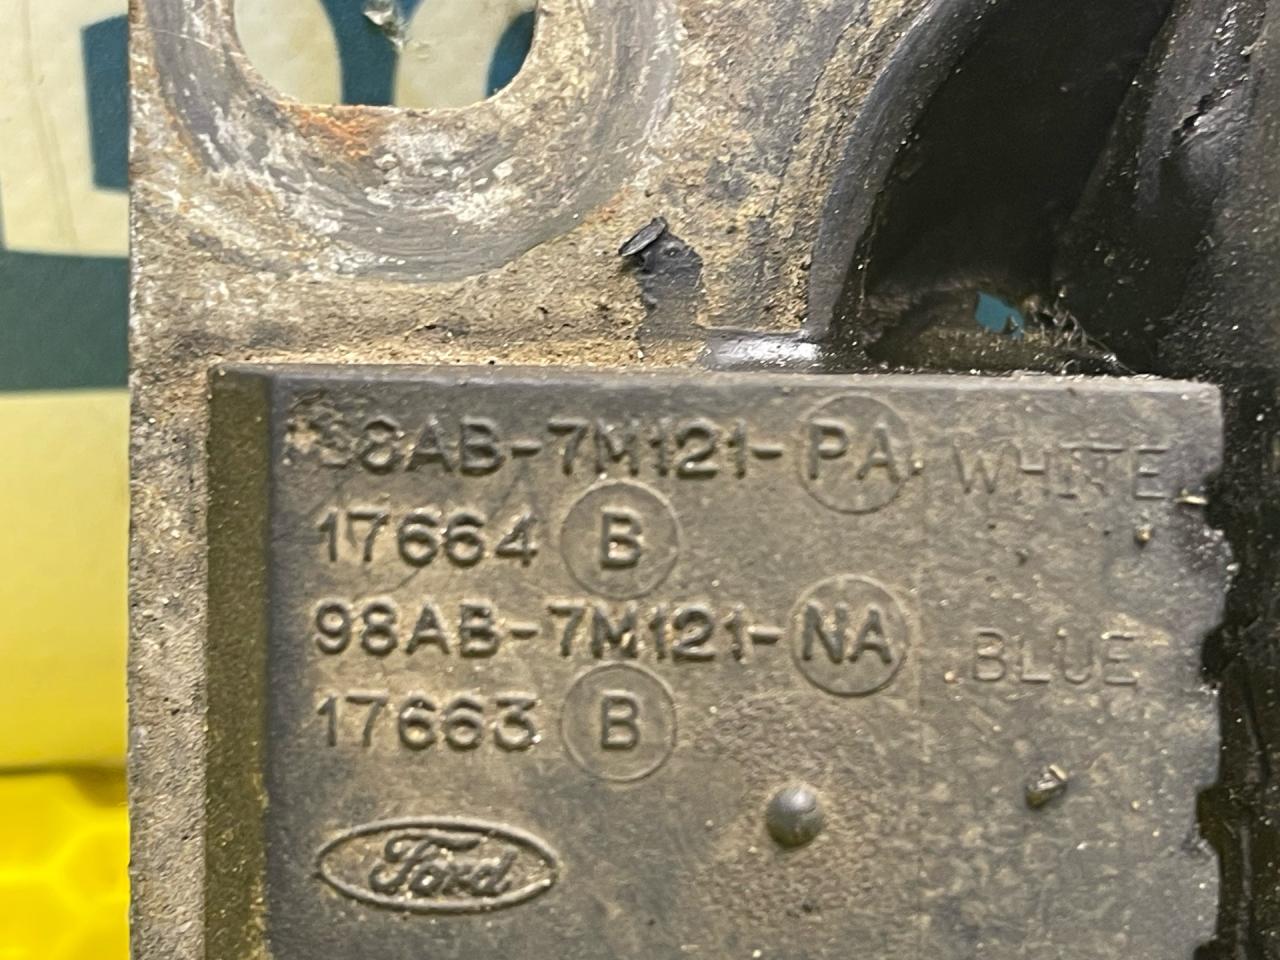 98AB-7M121-PA WHITE
17664 B
98AB-7M121-NA BLUE
17663 B
Ford